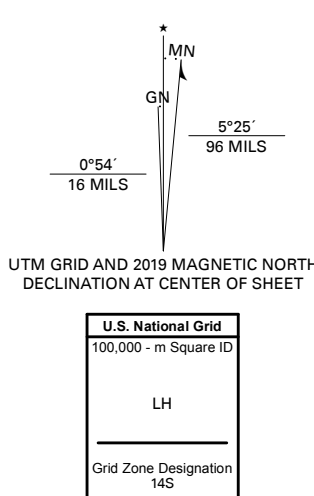 MN
GN
5°25´
96 MILS
0°54´
16 MILS
UTM GRID AND 2019 MAGNETIC NORTH
DECLINATION AT CENTER OF SHEET
U.S. National Grid
100,000 - m Square ID
LH
Grid Zone Designation
14S